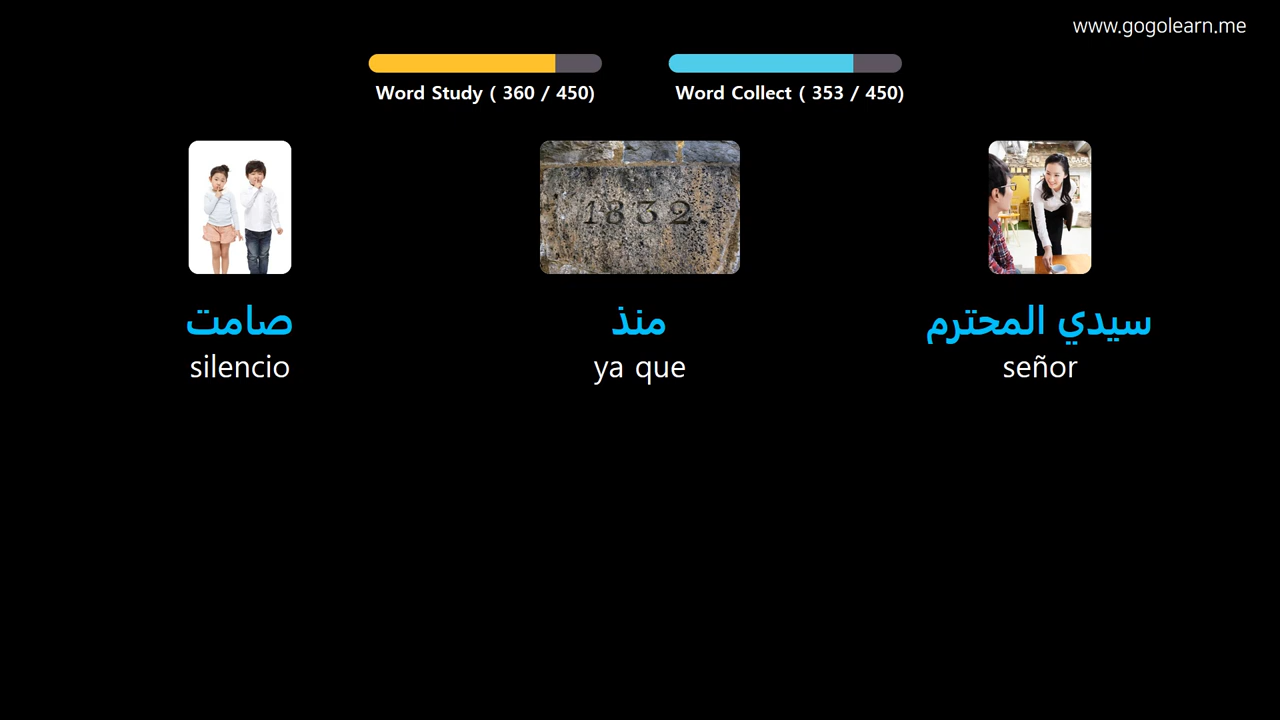 www.gogolearn.me
Word Study ( 360 / 450)
Word Collect ( 353 / 450)
1832.
صامت
silencio
منذ
ya que
سيدي المحترم
señor